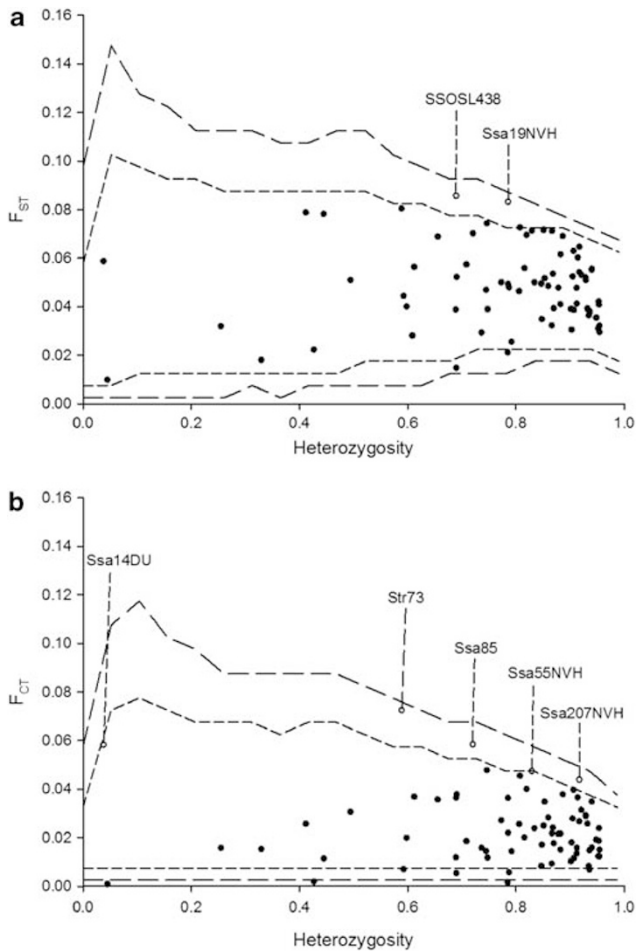 a
0.16
0.14
0.12
0.10
0.08
0.06
0.04
0.02
0.00
FST
SSOSL438
Ssa19NVH
0.0 0.2 0.4 0.6 0.8 1.0
Heterozygosity
b
0.16
0.14
0.12
0.10
0.08
0.06
0.04
0.02
0.00
FCT
Ssa14DU
Str73
Ssa85
Ssa55NVH
Ssa207NVH
0.0 0.2 0.4 0.6 0.8 1.0
Heterozygosity